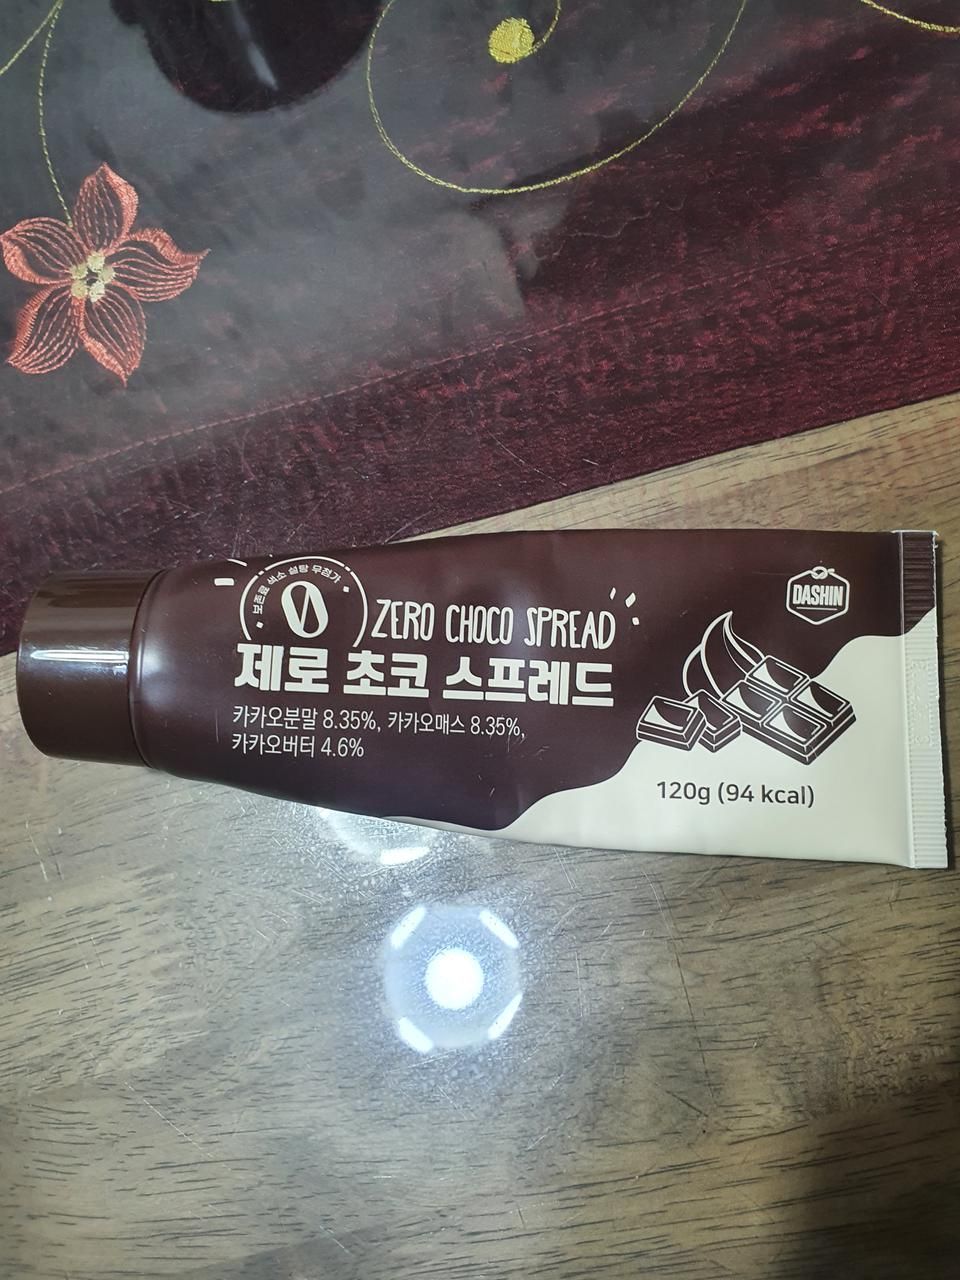 보존료 색소 설탕 무첨가
0
ZERO CHOCO SPREAD
제로 초코 스프레드
카카오분말 8.35%, 카카오매스 8.35%,
카카오버터 4.6%
DASHIN
120g (94 kcal)